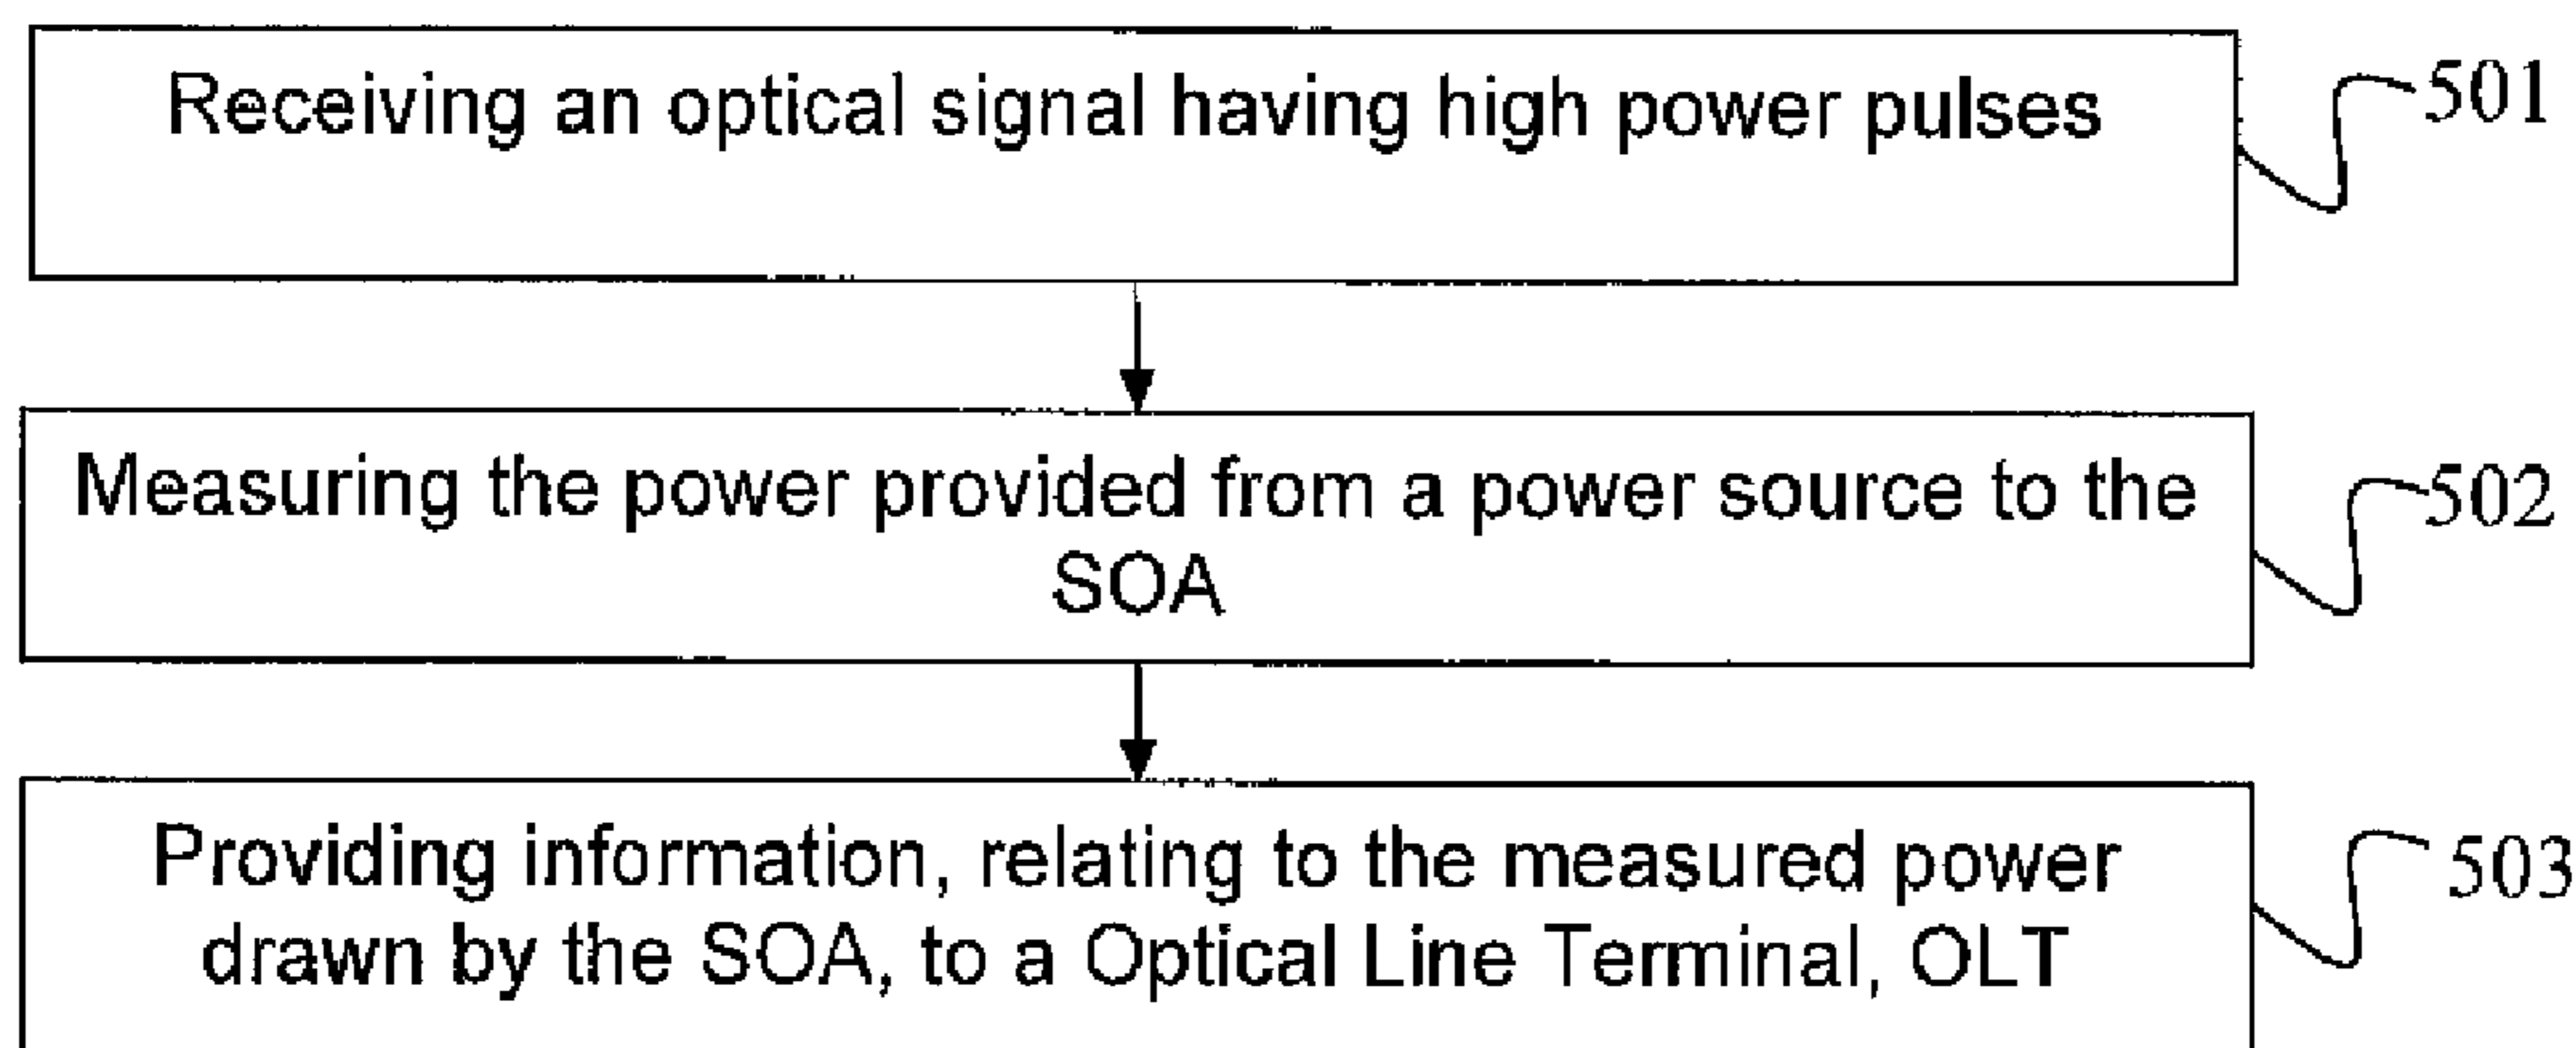 Receiving an optical signal having high power pulses
501
Measuring the power provided from a power source to the
SOA
502
Providing information, relating to the measured power
drawn by the SOA, to a Optical Line Terminal, OLT
503